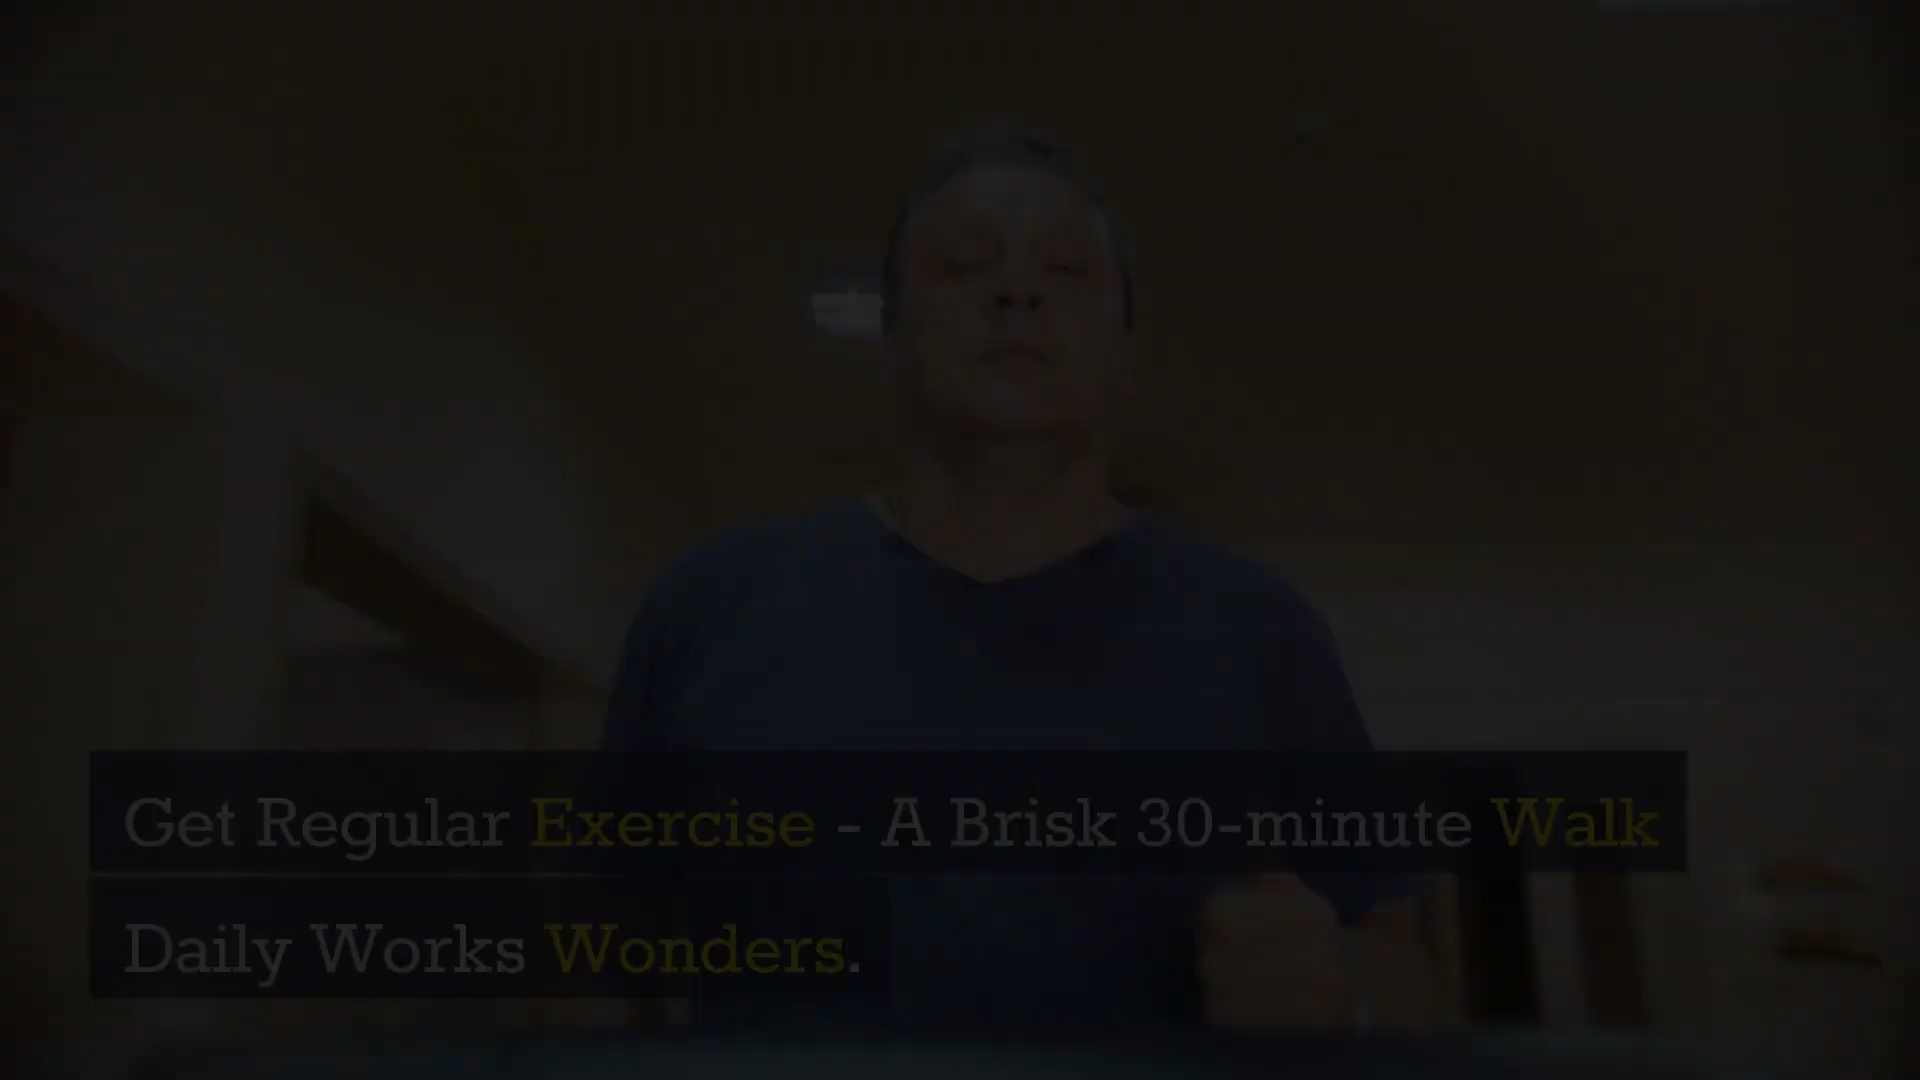 Get Regular Exercise - A Brisk 30-minute Walk
Daily Works Wonders.